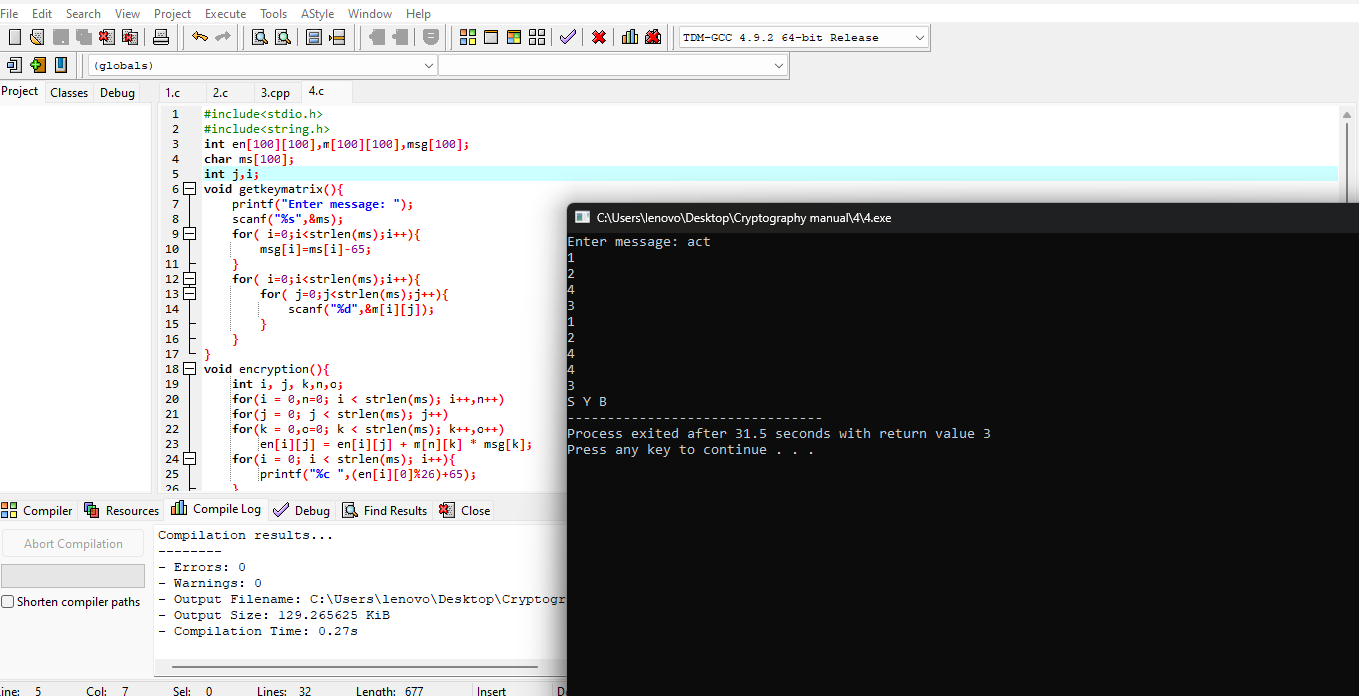 File Edit Search View Project Execute Tools AStyle Window Help
TDM-GCC 4.9.2 64-bit Release
(globals)
Project Classes Debug
1.c 2.c 3.cpp 4.c
1 #include<stdio.h>
2 #include<string.h>
3 int en[100][100],m[100][100],msg[100];
4 char ms[100];
5 int j,i;
6 void getkeymatrix(){
7 printf("Enter message: ");
8 scanf("%s",&ms);
9 for( i=0;i<strlen(ms);i++){
10 msg[i]=ms[i]-65;
11 }
12 for( i=0;i<strlen(ms);i++){
13 for( j=0;j<strlen(ms);j++){
14 scanf("%d",&m[i][j]);
15 }
16 }
17 }
18 void encryption(){
19 int i, j, k,n,o;
20 for(i = 0,n=0; i < strlen(ms); i++,n++)
21 for(j = 0; j < strlen(ms); j++)
22 for(k = 0,o=0; k < strlen(ms); k++,o++)
23 en[i][j] = en[i][j] + m[n][k] * msg[k];
24 for(i = 0; i < strlen(ms); i++){
25 printf("%c ",(en[i][0]%26)+65);
26 }
C:\Users\lenovo\Desktop\Cryptography manual\4\4.exe
Enter message: act
1
2
4
3
1
2
4
4
3
S Y B
--------------------------------
Process exited after 31.5 seconds with return value 3
Press any key to continue . . .
Compiler Resources Compile Log Debug Find Results Close
Abort Compilation
Shorten compiler paths
Compilation results...
--------
- Errors: 0
- Warnings: 0
- Output Filename: C:\Users\lenovo\Desktop\Cryptogr
- Output Size: 129.265625 KiB
- Compilation Time: 0.27s
ine: 5 Col: 7 Sel: 0 Lines: 32 Length: 677 Insert D